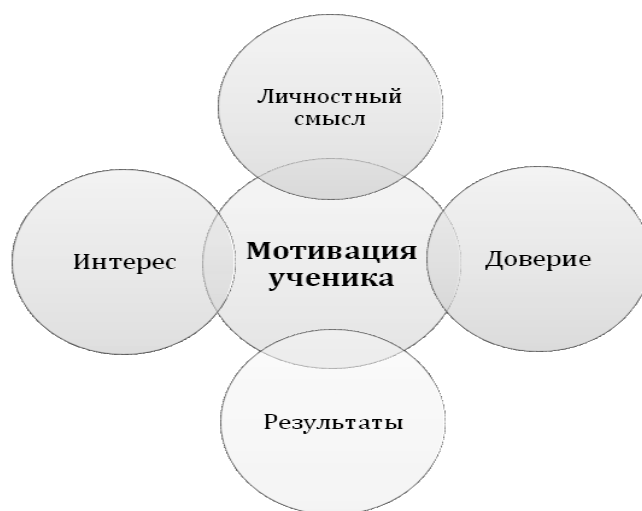 Личностный
смысл
Интерес
Мотивация
ученика
Доверие
Результаты